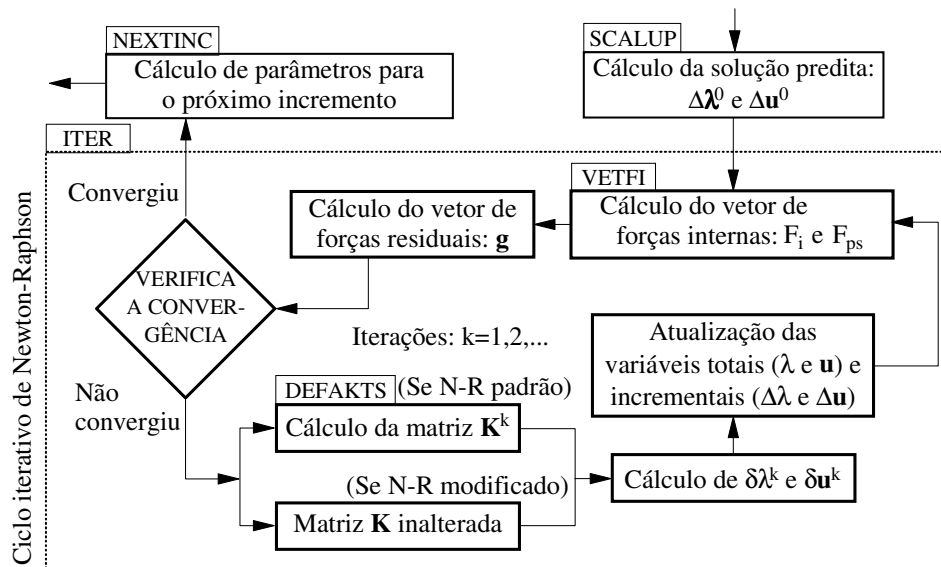 NEXTINC
Cálculo de parâmetros para
o próximo incremento
SCALUP
Cálculo da solução predita:
Δλ⁰ e Δu⁰
ITER
Ciclo iterativo de Newton-Raphson
Convergiu
VETFI
Cálculo do vetor de
forças internas: F_i e F_ps
Cálculo do vetor de
forças residuais: g
VERIFICA
A CONVER-
GÊNCIA
Iterações: k=1,2,...
Atualização das
variáveis totais (λ e u) e
incrementais (Δλ e Δu)
Não
convergiu
DEFAKTS
(Se N-R padrão)
Cálculo da matriz Kᵏ
(Se N-R modificado)
Matriz K inalterada
Cálculo de δλᵏ e δuᵏ